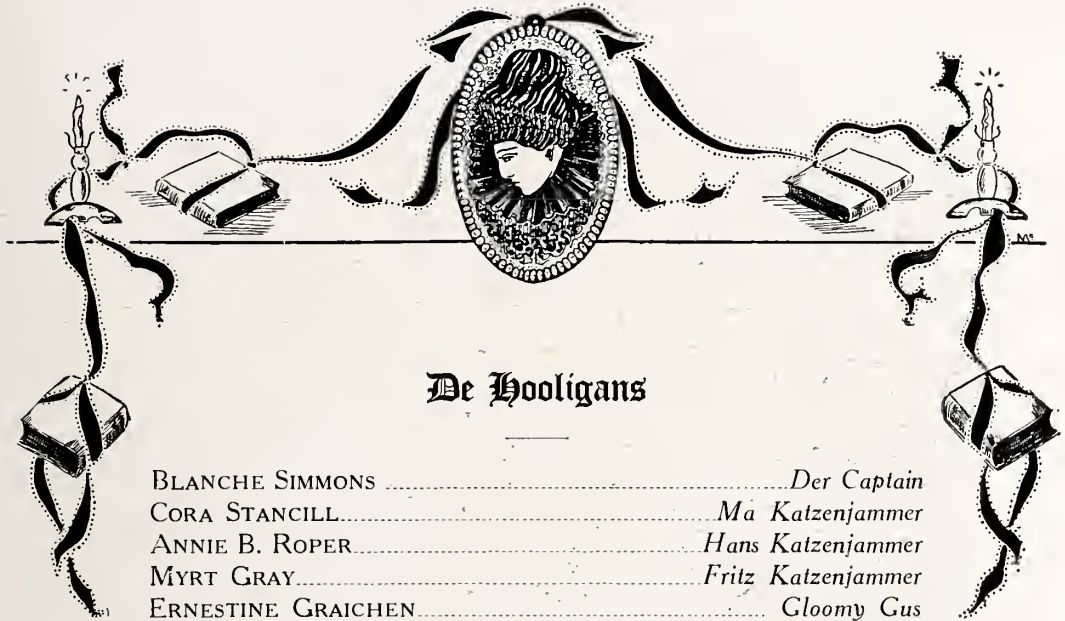 Mc
De Hooligans
BLANCHE SIMMONS ........ Der Captain
CORA STANCILL ........ Ma Katzenjammer
ANNIE B. ROPER ........ Hans Katzenjammer
MYRT GRAY ........ Fritz Katzenjammer
ERNESTINE GRAICHEN ........ Gloomy Gus